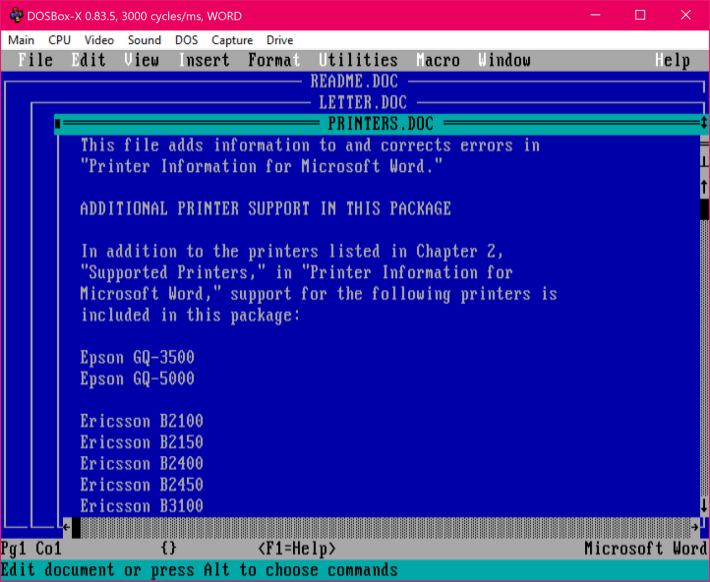 DOSBox-X 0.83.5, 3000 cycles/ms, WORD
Main CPU Video Sound DOS Capture Drive
File Edit View Insert Format Utilities Macro Window Help
README.DOC
LETTER.DOC
PRINTERS.DOC
This file adds information to and corrects errors in
"Printer Information for Microsoft Word."
ADDITIONAL PRINTER SUPPORT IN THIS PACKAGE
In addition to the printers listed in Chapter 2,
"Supported Printers," in "Printer Information for
Microsoft Word," support for the following printers is
included in this package:
Epson GQ-3500
Epson GQ-5000
Ericsson B2100
Ericsson B2150
Ericsson B2400
Ericsson B2450
Ericsson B3100
Pg1 Co1 {} <F1=Help> Microsoft Word
Edit document or press Alt to choose commands